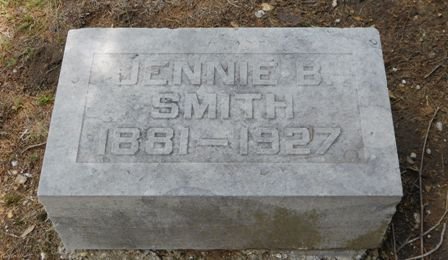 JENNIE B.
SMITH
1881—1927